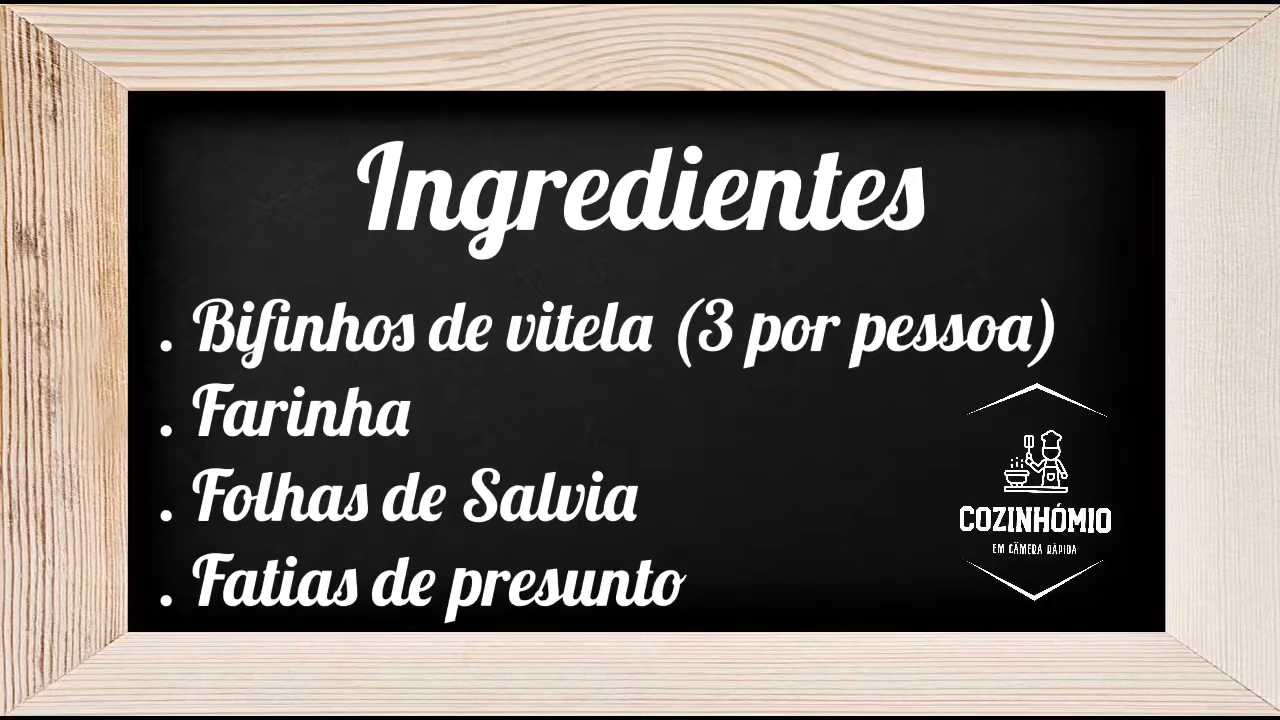 Ingredientes
. Bifinhos de vitela (3 por pessoa)
. Farinha
. Folhas de Salvia
. Fatias de presunto
COZINHÓMIO
EM CÂMERA RÁPIDA